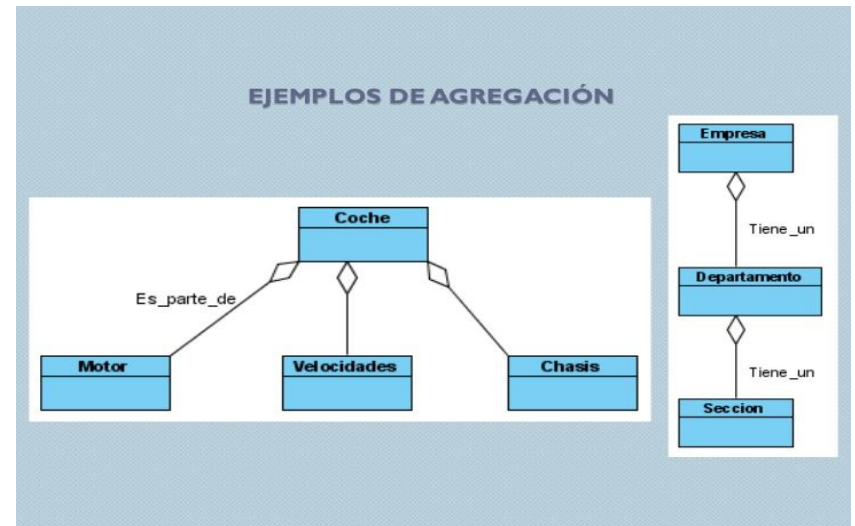 EJEMPLOS DE AGREGACIÓN
Coche
Es_parte_de
Motor
Velocidades
Chasis
Empresa
Tiene_un
Departamento
Tiene_un
Seccion